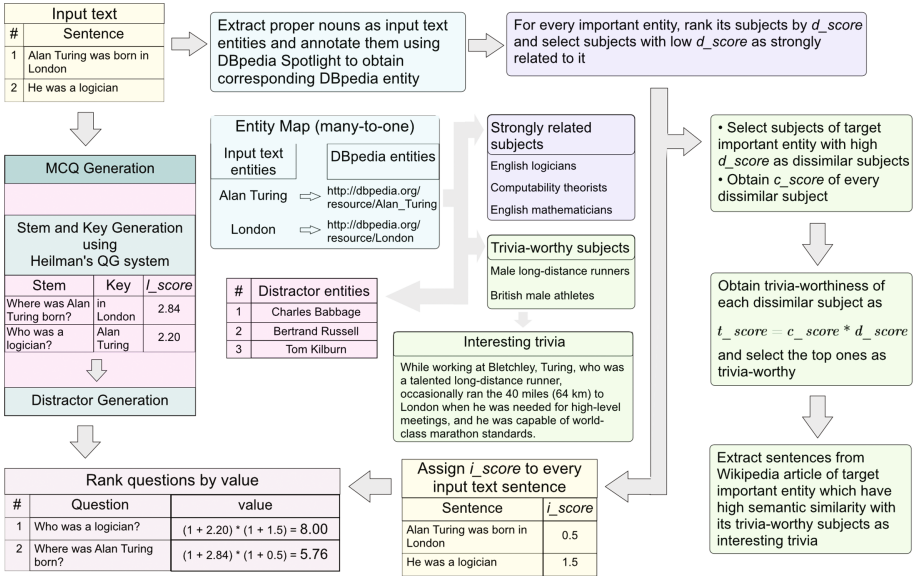 Input text
# Sentence
1 Alan Turing was born in
London
2 He was a logician
Extract proper nouns as input text
entities and annotate them using
DBpedia Spotlight to obtain
corresponding DBpedia entity
For every important entity, rank its subjects by d_score
and select subjects with low d_score as strongly
related to it
MCQ Generation
Stem and Key Generation
using
Heilman's QG system
Stem Key l_score
Where was Alan
Turing born?
in
London
2.84
Who was a
logician?
Alan
Turing
2.20
Distractor Generation
Entity Map (many-to-one)
Input text
entities
DBpedia entities
Alan Turing
http://dbpedia.org/
resource/Alan_Turing
London
http://dbpedia.org/
resource/London
Strongly related
subjects
English logicians
Computability theorists
English mathematicians
Trivia-worthy subjects
Male long-distance runners
British male athletes
# Distractor entities
1 Charles Babbage
2 Bertrand Russell
3 Tom Kilburn
Interesting trivia
While working at Bletchley, Turing, who was
a talented long-distance runner,
occasionally ran the 40 miles (64 km) to
London when he was needed for high-level
meetings, and he was capable of world-
class marathon standards.
• Select subjects of target
important entity with high
d_score as dissimilar subjects
• Obtain c_score of every
dissimilar subject
Obtain trivia-worthiness
of each dissimilar subject as
t_score = c_score * d_score
and select the top ones as
trivia-worthy
Extract sentences from
Wikipedia article of target
important entity which have
high semantic similarity with
its trivia-worthy subjects as
interesting trivia
Assign i_score to every
input text sentence
Sentence i_score
Alan Turing was born in
London
0.5
He was a logician 1.5
Rank questions by value
# Question value
1 Who was a logician? (1 + 2.20) * (1 + 1.5) = 8.00
2 Where was Alan Turing
born?
(1 + 2.84) * (1 + 0.5) = 5.76